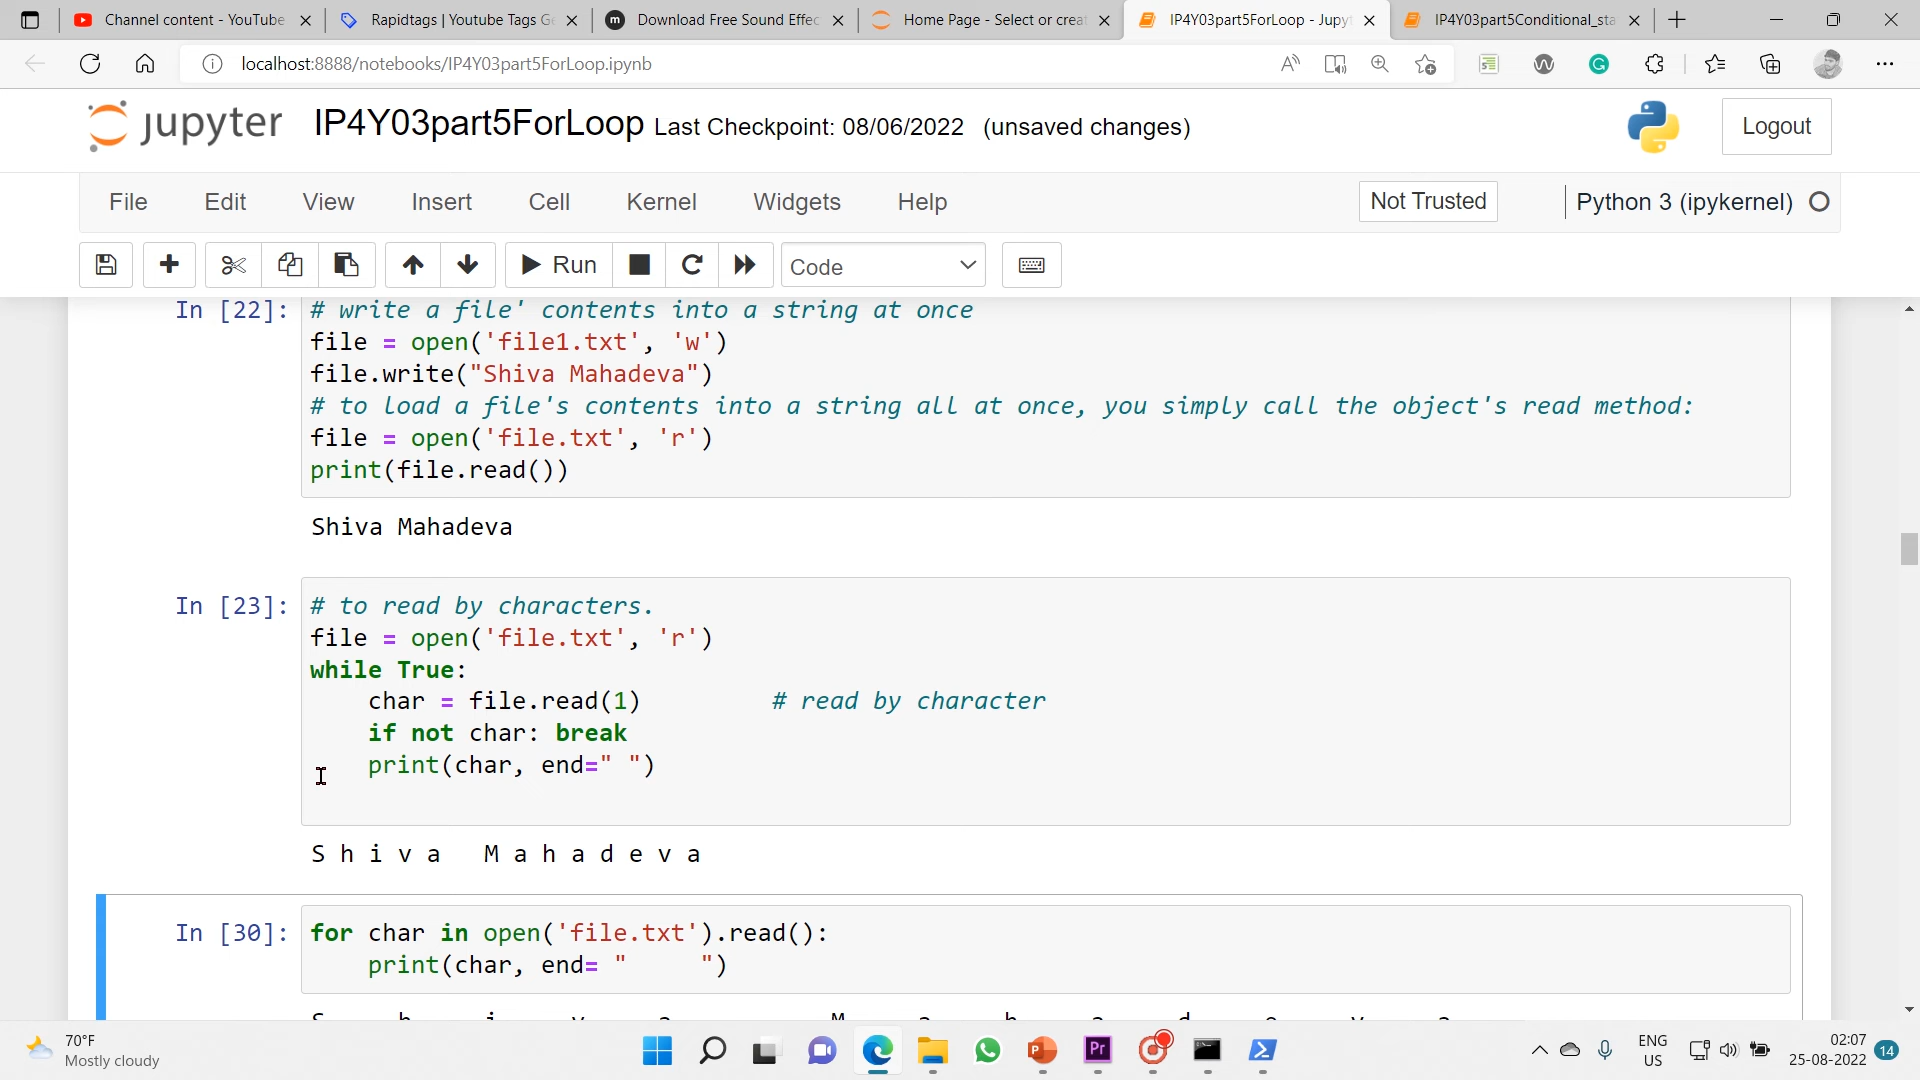 Channel content - YouTube
Rapidtags | Youtube Tags Ge
Download Free Sound Effec
Home Page - Select or creat
IP4Y03part5ForLoop - Jupyt
IP4Y03part5Conditional_sta
localhost:8888/notebooks/IP4Y03part5ForLoop.ipynb
jupyter IP4Y03part5ForLoop Last Checkpoint: 08/06/2022 (unsaved changes)
Logout
File Edit View Insert Cell Kernel Widgets Help
Not Trusted
Python 3 (ipykernel)
Run
Code
In [22]: # write a file' contents into a string at once
file = open('file1.txt', 'w')
file.write("Shiva Mahadeva")
# to load a file's contents into a string all at once, you simply call the object's read method:
file = open('file.txt', 'r')
print(file.read())
Shiva Mahadeva
In [23]: # to read by characters.
file = open('file.txt', 'r')
while True:
    char = file.read(1)         # read by character
    if not char: break
    print(char, end=" ")
S h i v a   M a h a d e v a
In [30]: for char in open('file.txt').read():
    print(char, end= "     ")
S     h     i     v     a           M     a     h     a     d     e     v     a
70°F
Mostly cloudy
Pr
ENG
US
02:07
25-08-2022
14